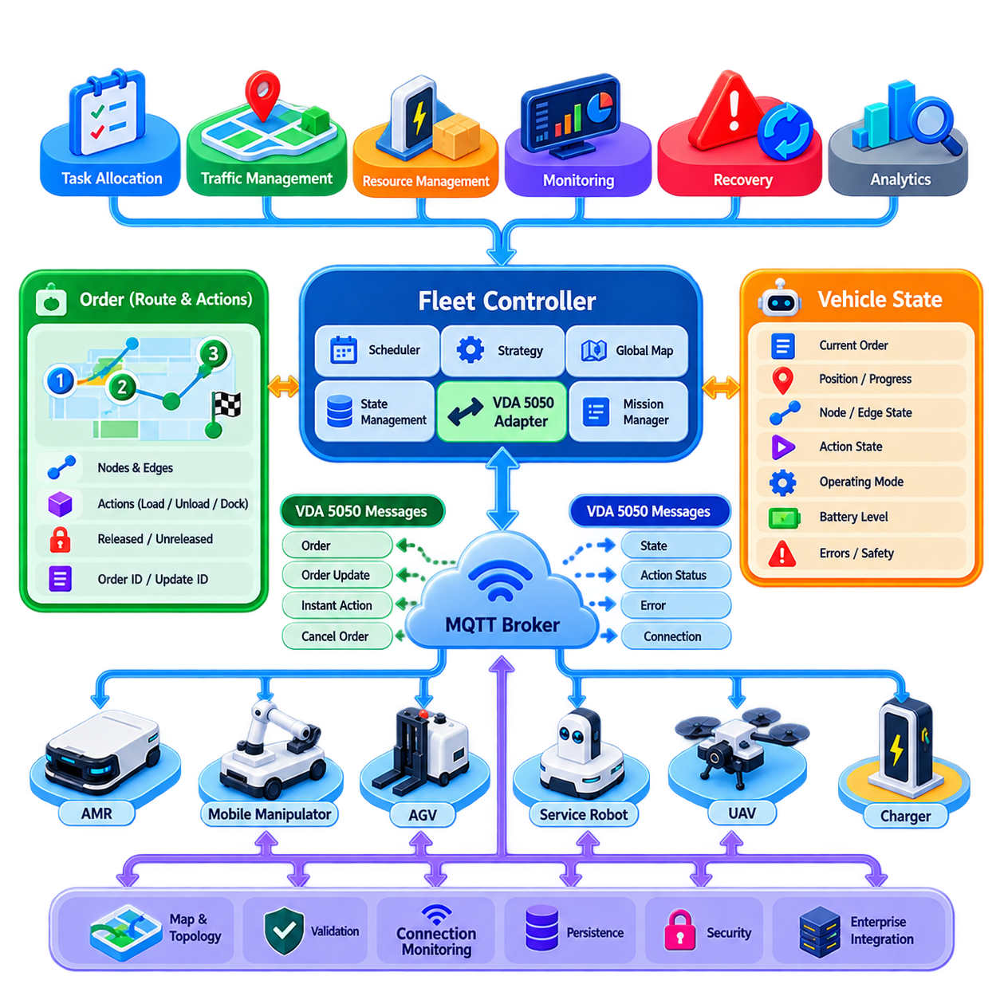 Task Allocation
Traffic Management
Resource Management
Monitoring
Recovery
Analytics
Order (Route & Actions)
1
2
3
Nodes & Edges
Actions (Load / Unload / Dock)
Released / Unreleased
Order ID / Update ID
Fleet Controller
Scheduler
Strategy
Global Map
State
Management
VDA 5050
Adapter
Mission
Manager
Vehicle State
Current Order
Position / Progress
Node / Edge State
Action State
Operating Mode
Battery Level
Errors / Safety
VDA 5050 Messages
Order
Order Update
Instant Action
Cancel Order
MQTT Broker
VDA 5050 Messages
State
Action Status
Error
Connection
AMR
Mobile Manipulator
AGV
Service Robot
UAV
Charger
Map &
Topology
Validation
Connection
Monitoring
Persistence
Security
Enterprise
Integration